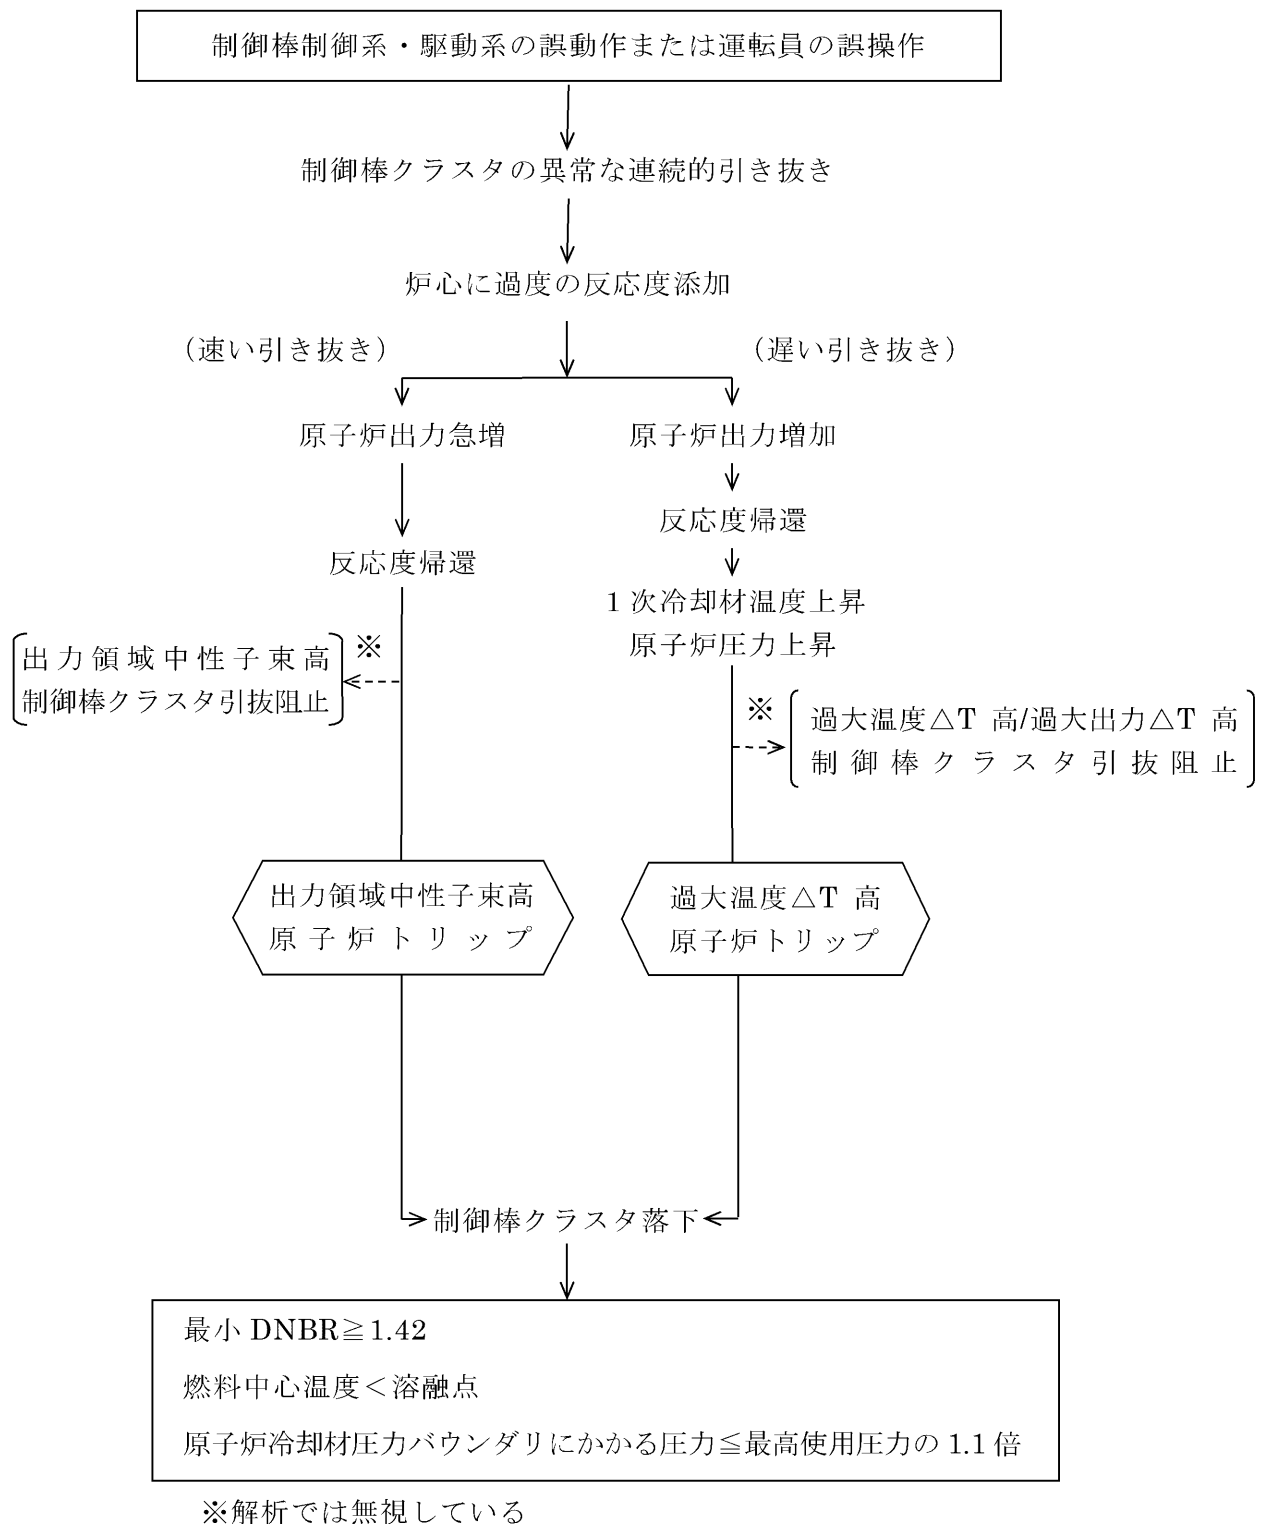 制御棒制御系・駆動系の誤動作または運転員の誤操作
制御棒クラスタの異常な連続的引き抜き
炉心に過度の反応度添加
（速い引き抜き）
（遅い引き抜き）
原子炉出力急増
原子炉出力増加
反応度帰還
反応度帰還
1 次冷却材温度上昇
原子炉圧力上昇
※
出力領域中性子束高
制御棒クラスタ引抜阻止
※
過大温度△T 高/過大出力△T 高
制御棒クラスタ引抜阻止
出力領域中性子束高
原子炉トリップ
過大温度△T 高
原子炉トリップ
制御棒クラスタ落下
最小 DNBR≧1.42
燃料中心温度＜溶融点
原子炉冷却材圧力バウンダリにかかる圧力≦最高使用圧力の 1.1 倍
※解析では無視している